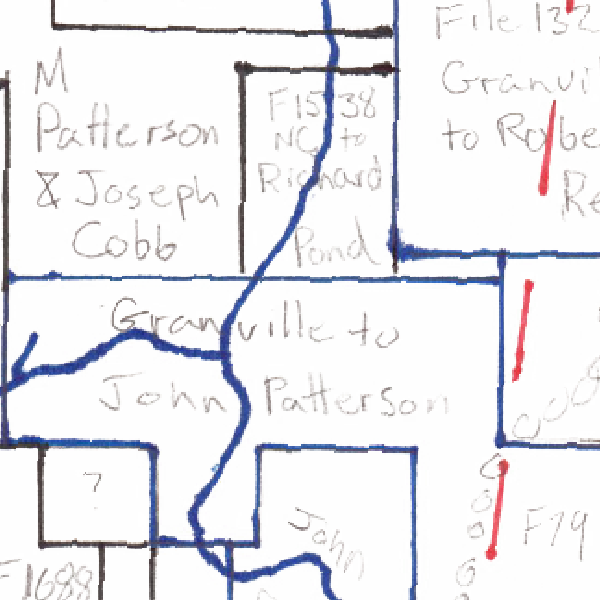 M
Patterson
& Joseph
Cobb
F1538
NC to
Richard
Pond
File 132
Granvi
to Robe
Re
Granville to
John Patterson
?
John
F79
F1688